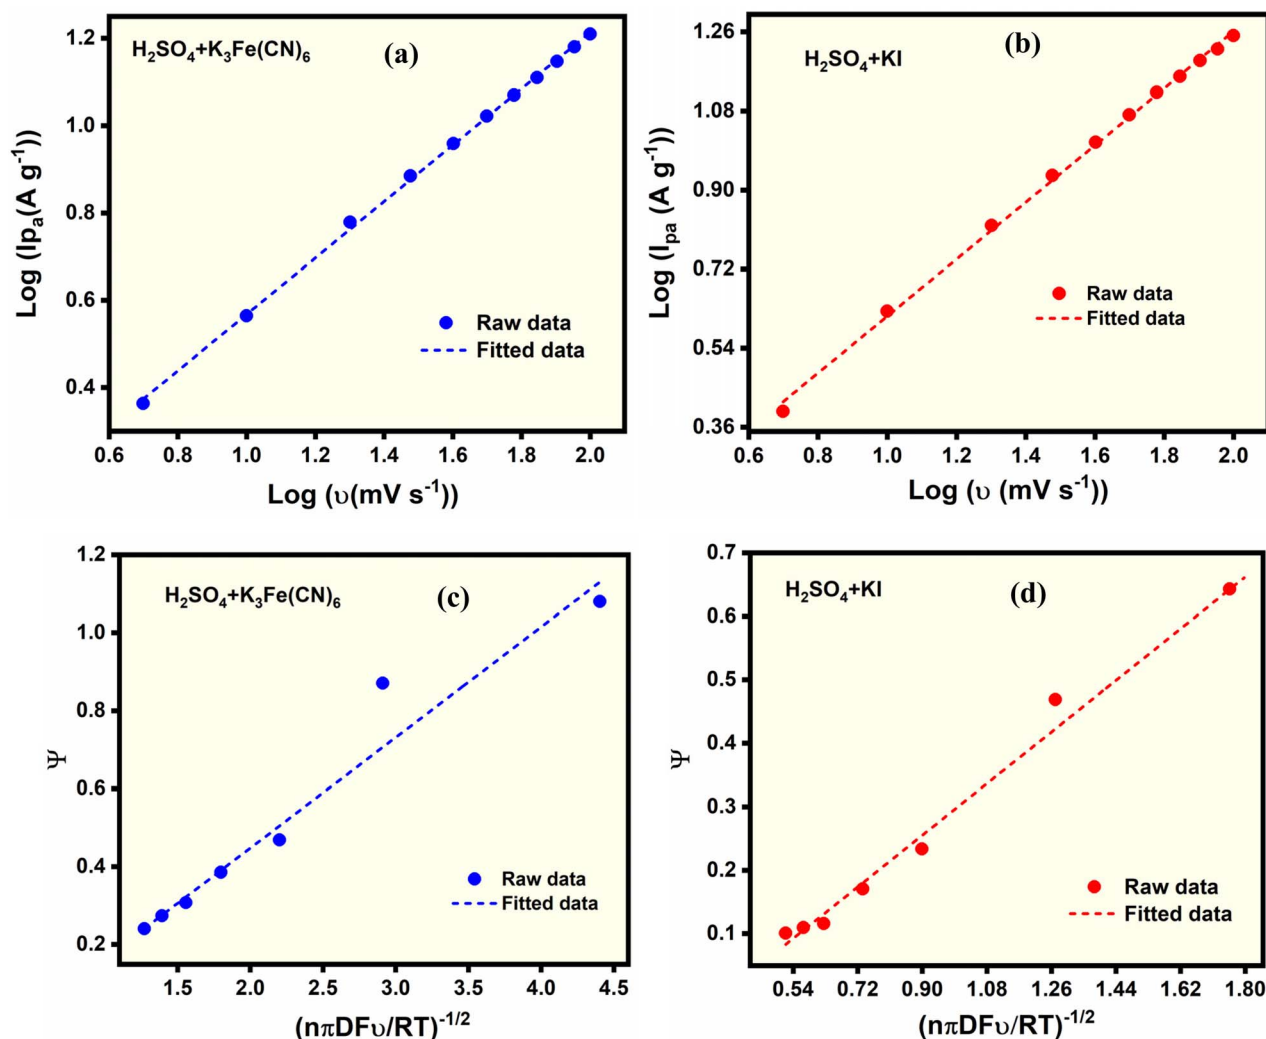 H₂SO₄+K₃Fe(CN)₆
(a)
1.2
1.0
0.8
0.6
0.4
Log (Ipₐ(A g⁻¹))
Raw data
Fitted data
0.6 0.8 1.0 1.2 1.4 1.6 1.8 2.0
Log (υ(mV s⁻¹))
(b)
H₂SO₄+KI
1.26
1.08
0.90
0.72
0.54
0.36
Log (Iₚₐ (A g⁻¹))
Raw data
Fitted data
0.6 0.8 1.0 1.2 1.4 1.6 1.8 2.0
Log (υ (mV s⁻¹))
H₂SO₄+K₃Fe(CN)₆
(c)
1.2
1.0
0.8
0.6
0.4
0.2
Ψ
Raw data
Fitted data
1.5 2.0 2.5 3.0 3.5 4.0 4.5
(nπDFυ/RT)⁻¹/²
H₂SO₄+KI
(d)
0.7
0.6
0.5
0.4
0.3
0.2
0.1
Ψ
Raw data
Fitted data
0.54 0.72 0.90 1.08 1.26 1.44 1.62 1.80
(nπDFυ/RT)⁻¹/²